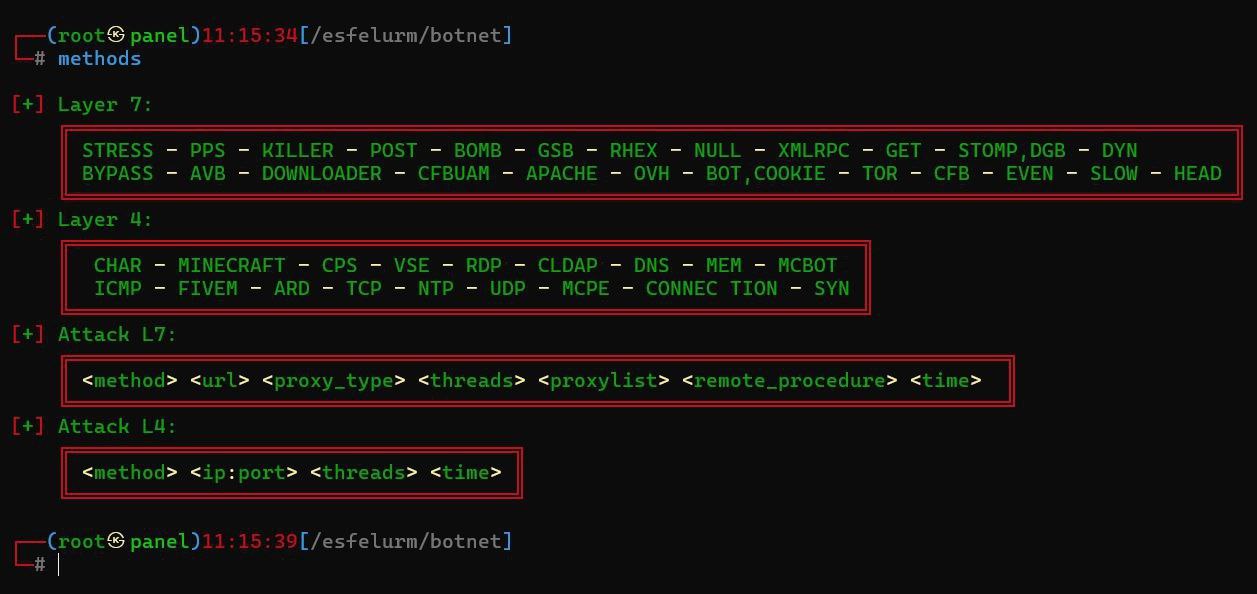 (root㉿panel)11:15:34[/esfelurm/botnet]
# methods
[+] Layer 7:
STRESS - PPS - KILLER - POST - BOMB - GSB - RHEX - NULL - XMLRPC - GET - STOMP,DGB - DYN
BYPASS - AVB - DOWNLOADER - CFBUAM - APACHE - OVH - BOT,COOKIE - TOR - CFB - EVEN - SLOW - HEAD
[+] Layer 4:
CHAR - MINECRAFT - CPS - VSE - RDP - CLDAP - DNS - MEM - MCBOT
ICMP - FIVEM - ARD - TCP - NTP - UDP - MCPE - CONNEC TION - SYN
[+] Attack L7:
<method> <url> <proxy_type> <threads> <proxylist> <remote_procedure> <time>
[+] Attack L4:
<method> <ip:port> <threads> <time>
(root㉿panel)11:15:39[/esfelurm/botnet]
#